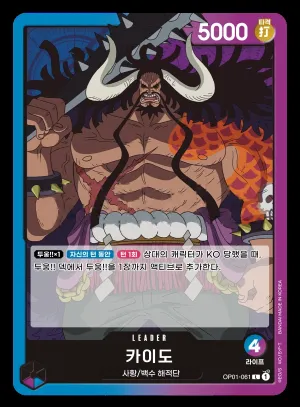 5000
타격
打
두웅!!×1 자신의 턴 동안 턴 1회 상대의 캐릭터가 KO 당했을 때,
두웅!! 덱에서 두웅!!을 1장까지 액티브로 추가한다.
LEADER
카이도
사황/백수 해적단
4
라이프
OP01-061 L